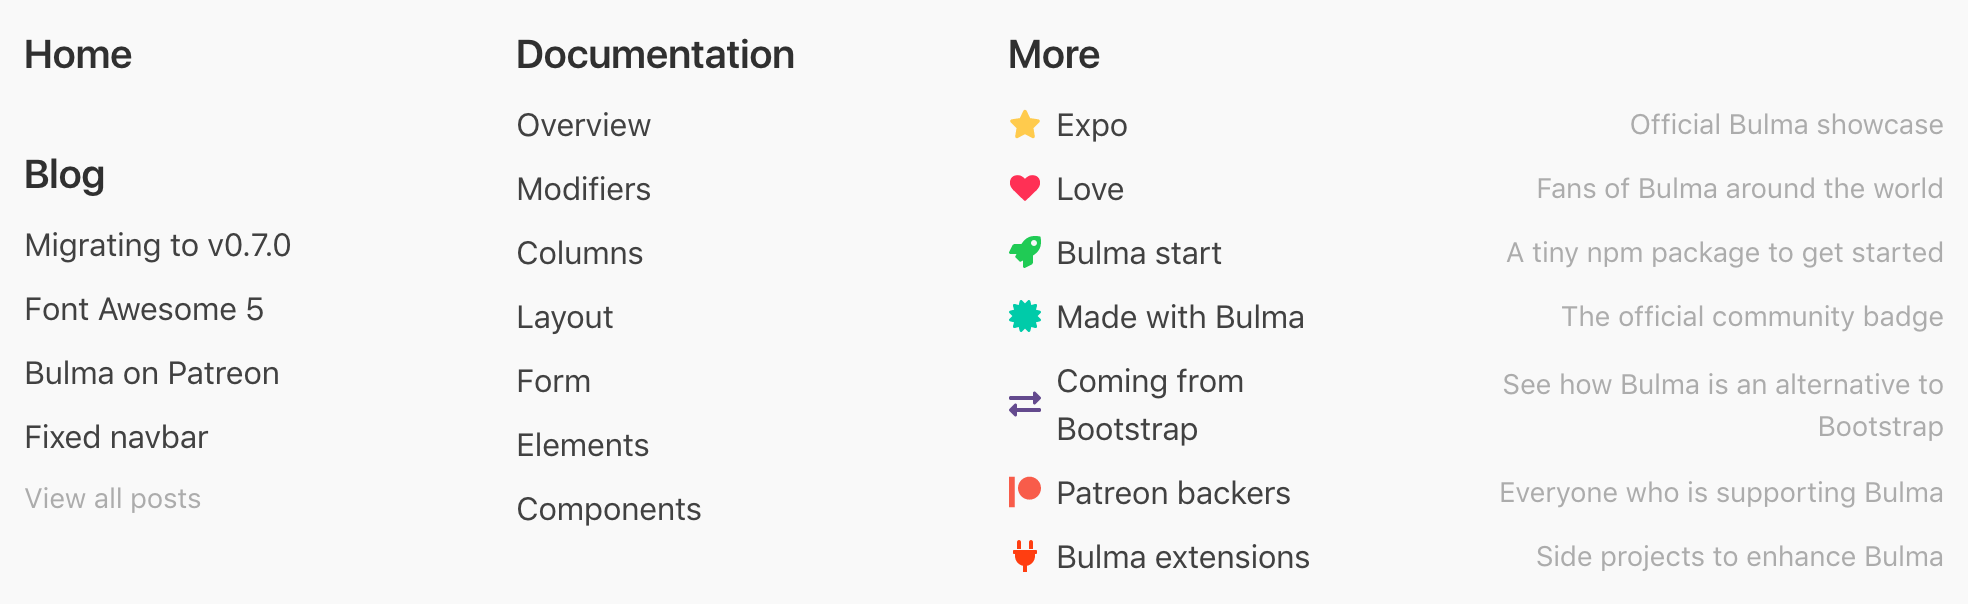 Home
Blog
Migrating to v0.7.0
Font Awesome 5
Bulma on Patreon
Fixed navbar
View all posts
Documentation
Overview
Modifiers
Columns
Layout
Form
Elements
Components
More
Expo
Official Bulma showcase
Love
Fans of Bulma around the world
Bulma start
A tiny npm package to get started
Made with Bulma
The official community badge
Coming from
Bootstrap
See how Bulma is an alternative to
Bootstrap
Patreon backers
Everyone who is supporting Bulma
Bulma extensions
Side projects to enhance Bulma